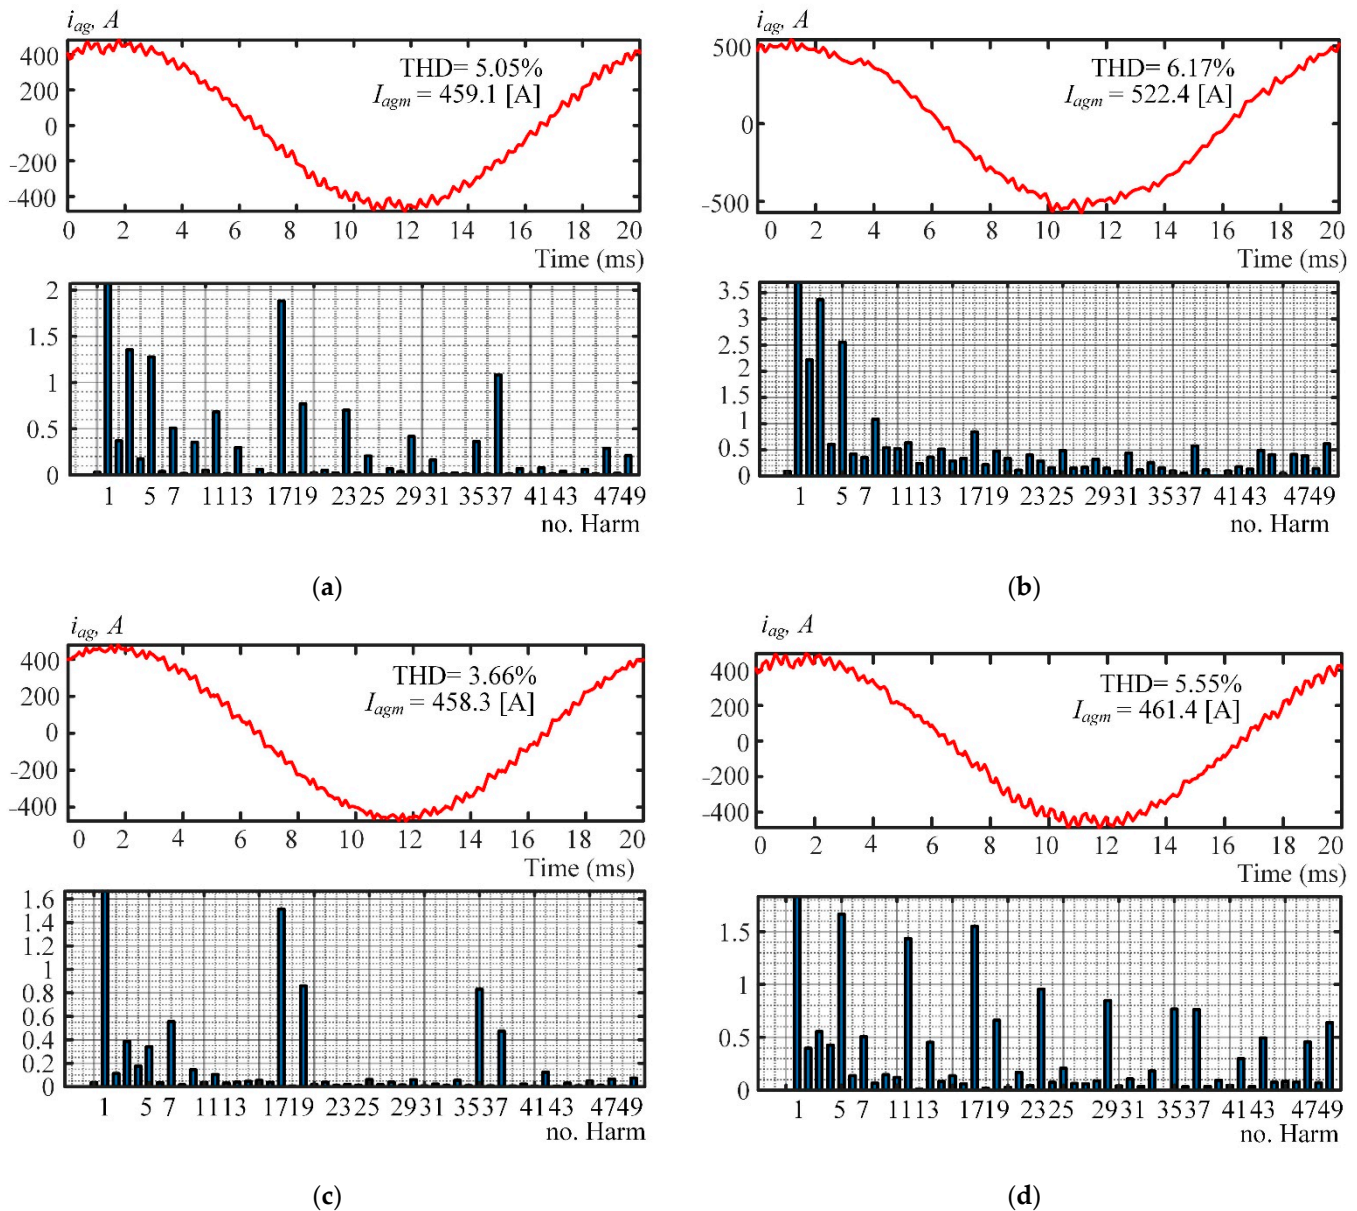 i_ag, A
400
200
0
-200
-400
THD= 5.05%
I_agm = 459.1 [A]
0 2 4 6 8 10 12 14 16 18 20
Time (ms)
2
1.5
1
0.5
0
1 5 7 1113 1719 2325 2931 3537 4143 4749
no. Harm
(a)
i_ag, A
500
0
-500
THD= 6.17%
I_agm = 522.4 [A]
0 2 4 6 8 10 12 14 16 18 20
Time (ms)
3.5
3
2.5
2
1.5
1
0.5
0
1 5 7 1113 1719 2325 2931 3537 4143 4749
no. Harm
(b)
i_ag, A
400
200
0
-200
-400
THD= 3.66%
I_agm = 458.3 [A]
0 2 4 6 8 10 12 14 16 18 20
Time (ms)
1.6
1.4
1.2
1
0.8
0.6
0.4
0.2
0
1 5 7 1113 1719 2325 2931 3537 4143 4749
no. Harm
(c)
i_ag, A
400
200
0
-200
-400
THD= 5.55%
I_agm = 461.4 [A]
0 2 4 6 8 10 12 14 16 18 20
Time (ms)
1.5
1
0.5
0
1 5 7 1113 1719 2325 2931 3537 4143 4749
no. Harm
(d)